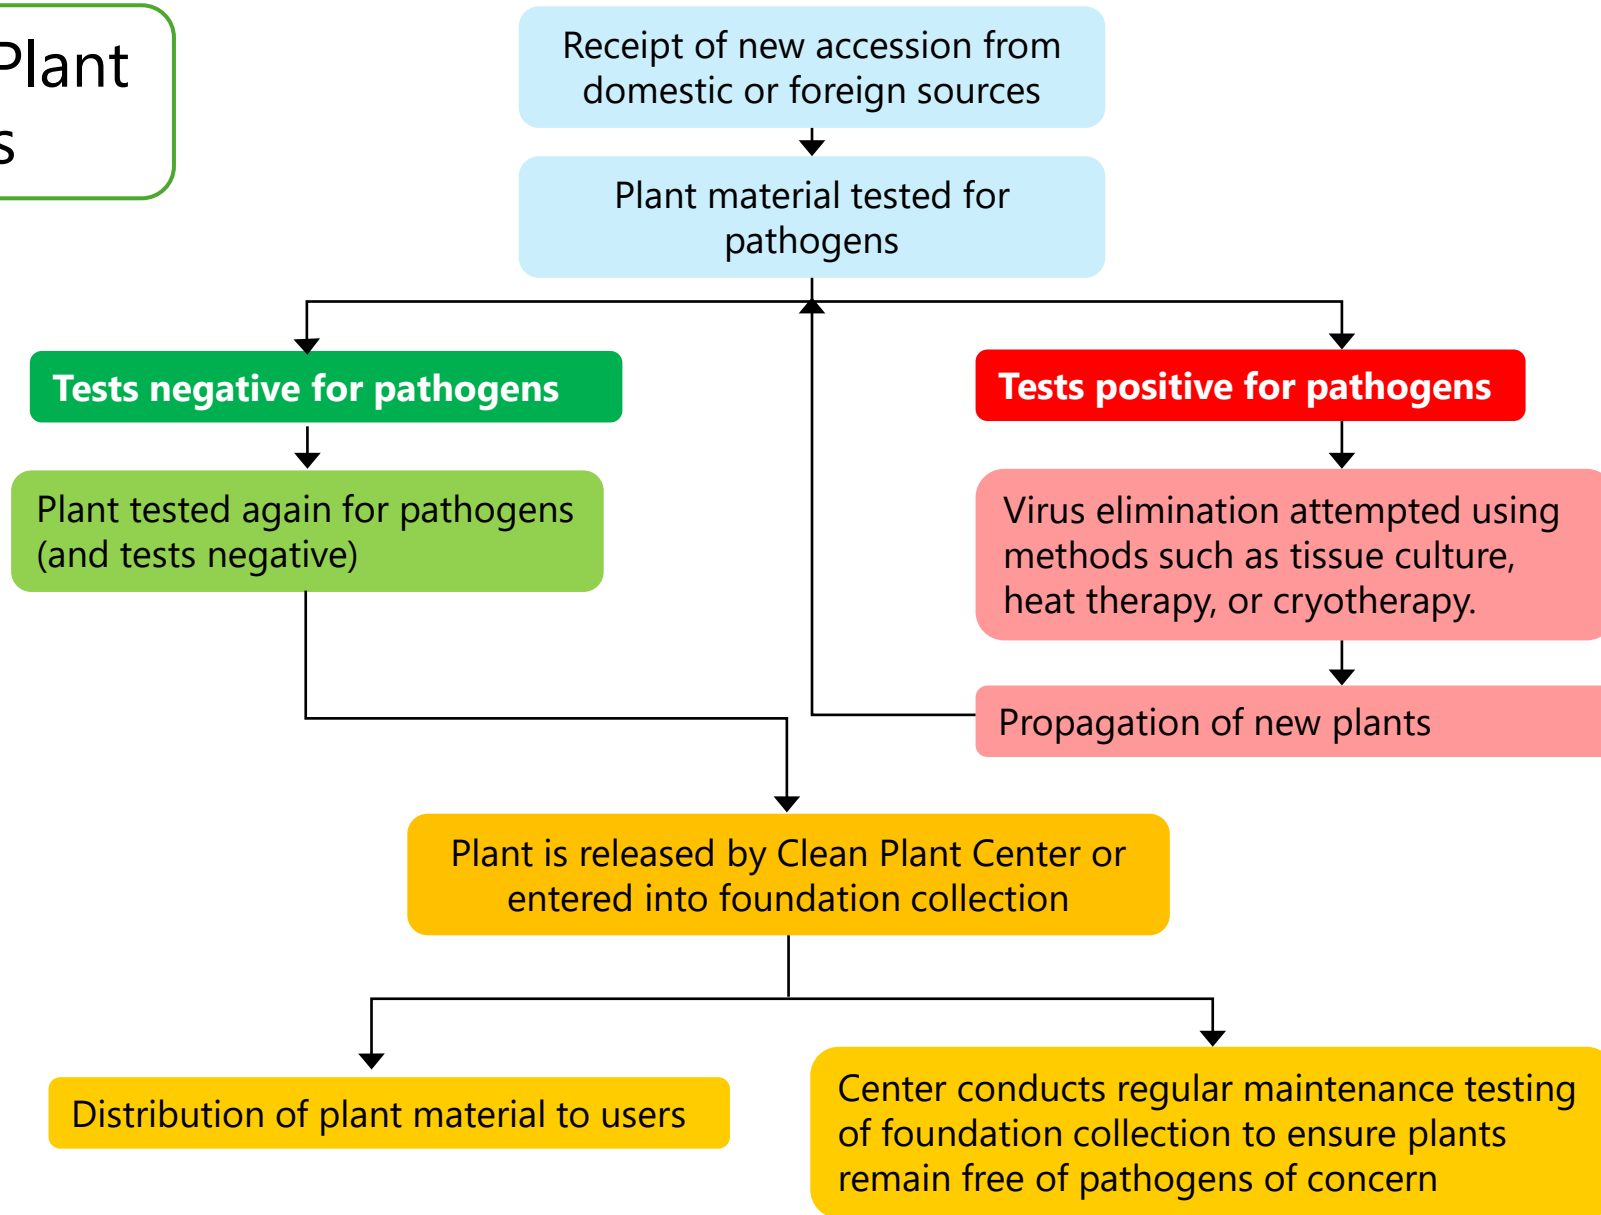 Plant
s
Receipt of new accession from
domestic or foreign sources
Plant material tested for
pathogens
Tests negative for pathogens
Tests positive for pathogens
Plant tested again for pathogens
(and tests negative)
Virus elimination attempted using
methods such as tissue culture,
heat therapy, or cryotherapy.
Propagation of new plants
Plant is released by Clean Plant Center or
entered into foundation collection
Distribution of plant material to users
Center conducts regular maintenance testing
of foundation collection to ensure plants
remain free of pathogens of concern